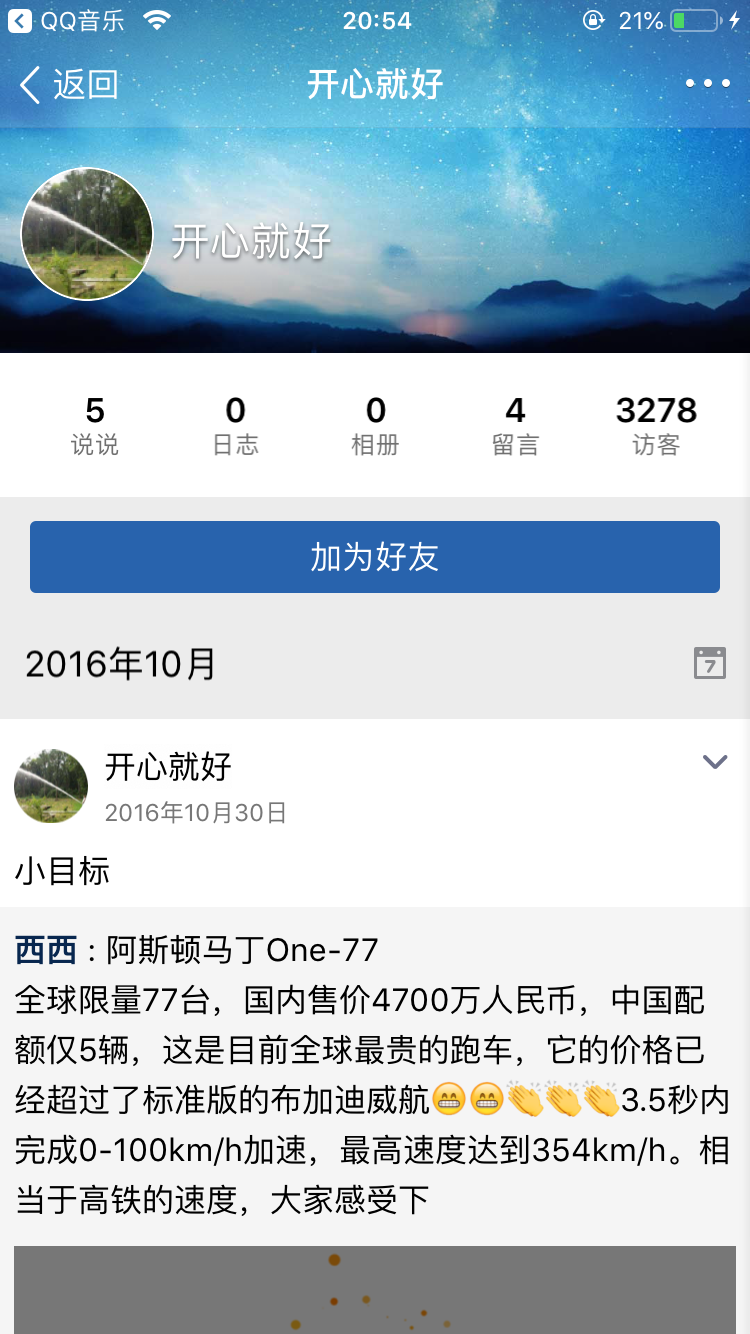 QQ音乐 20:54 21%
返回 开心就好
开心就好
5 0 0 4 3278
说说 日志 相册 留言 访客
加为好友
2016年10月
7
开心就好
2016年10月30日
小目标
西西：阿斯顿马丁One-77
全球限量77台，国内售价4700万人民币，中国配
额仅5辆，这是目前全球最贵的跑车，它的价格已
经超过了标准版的布加迪威航😁😁👏👏👏3.5秒内
完成0-100km/h加速，最高速度达到354km/h。相
当于高铁的速度，大家感受下